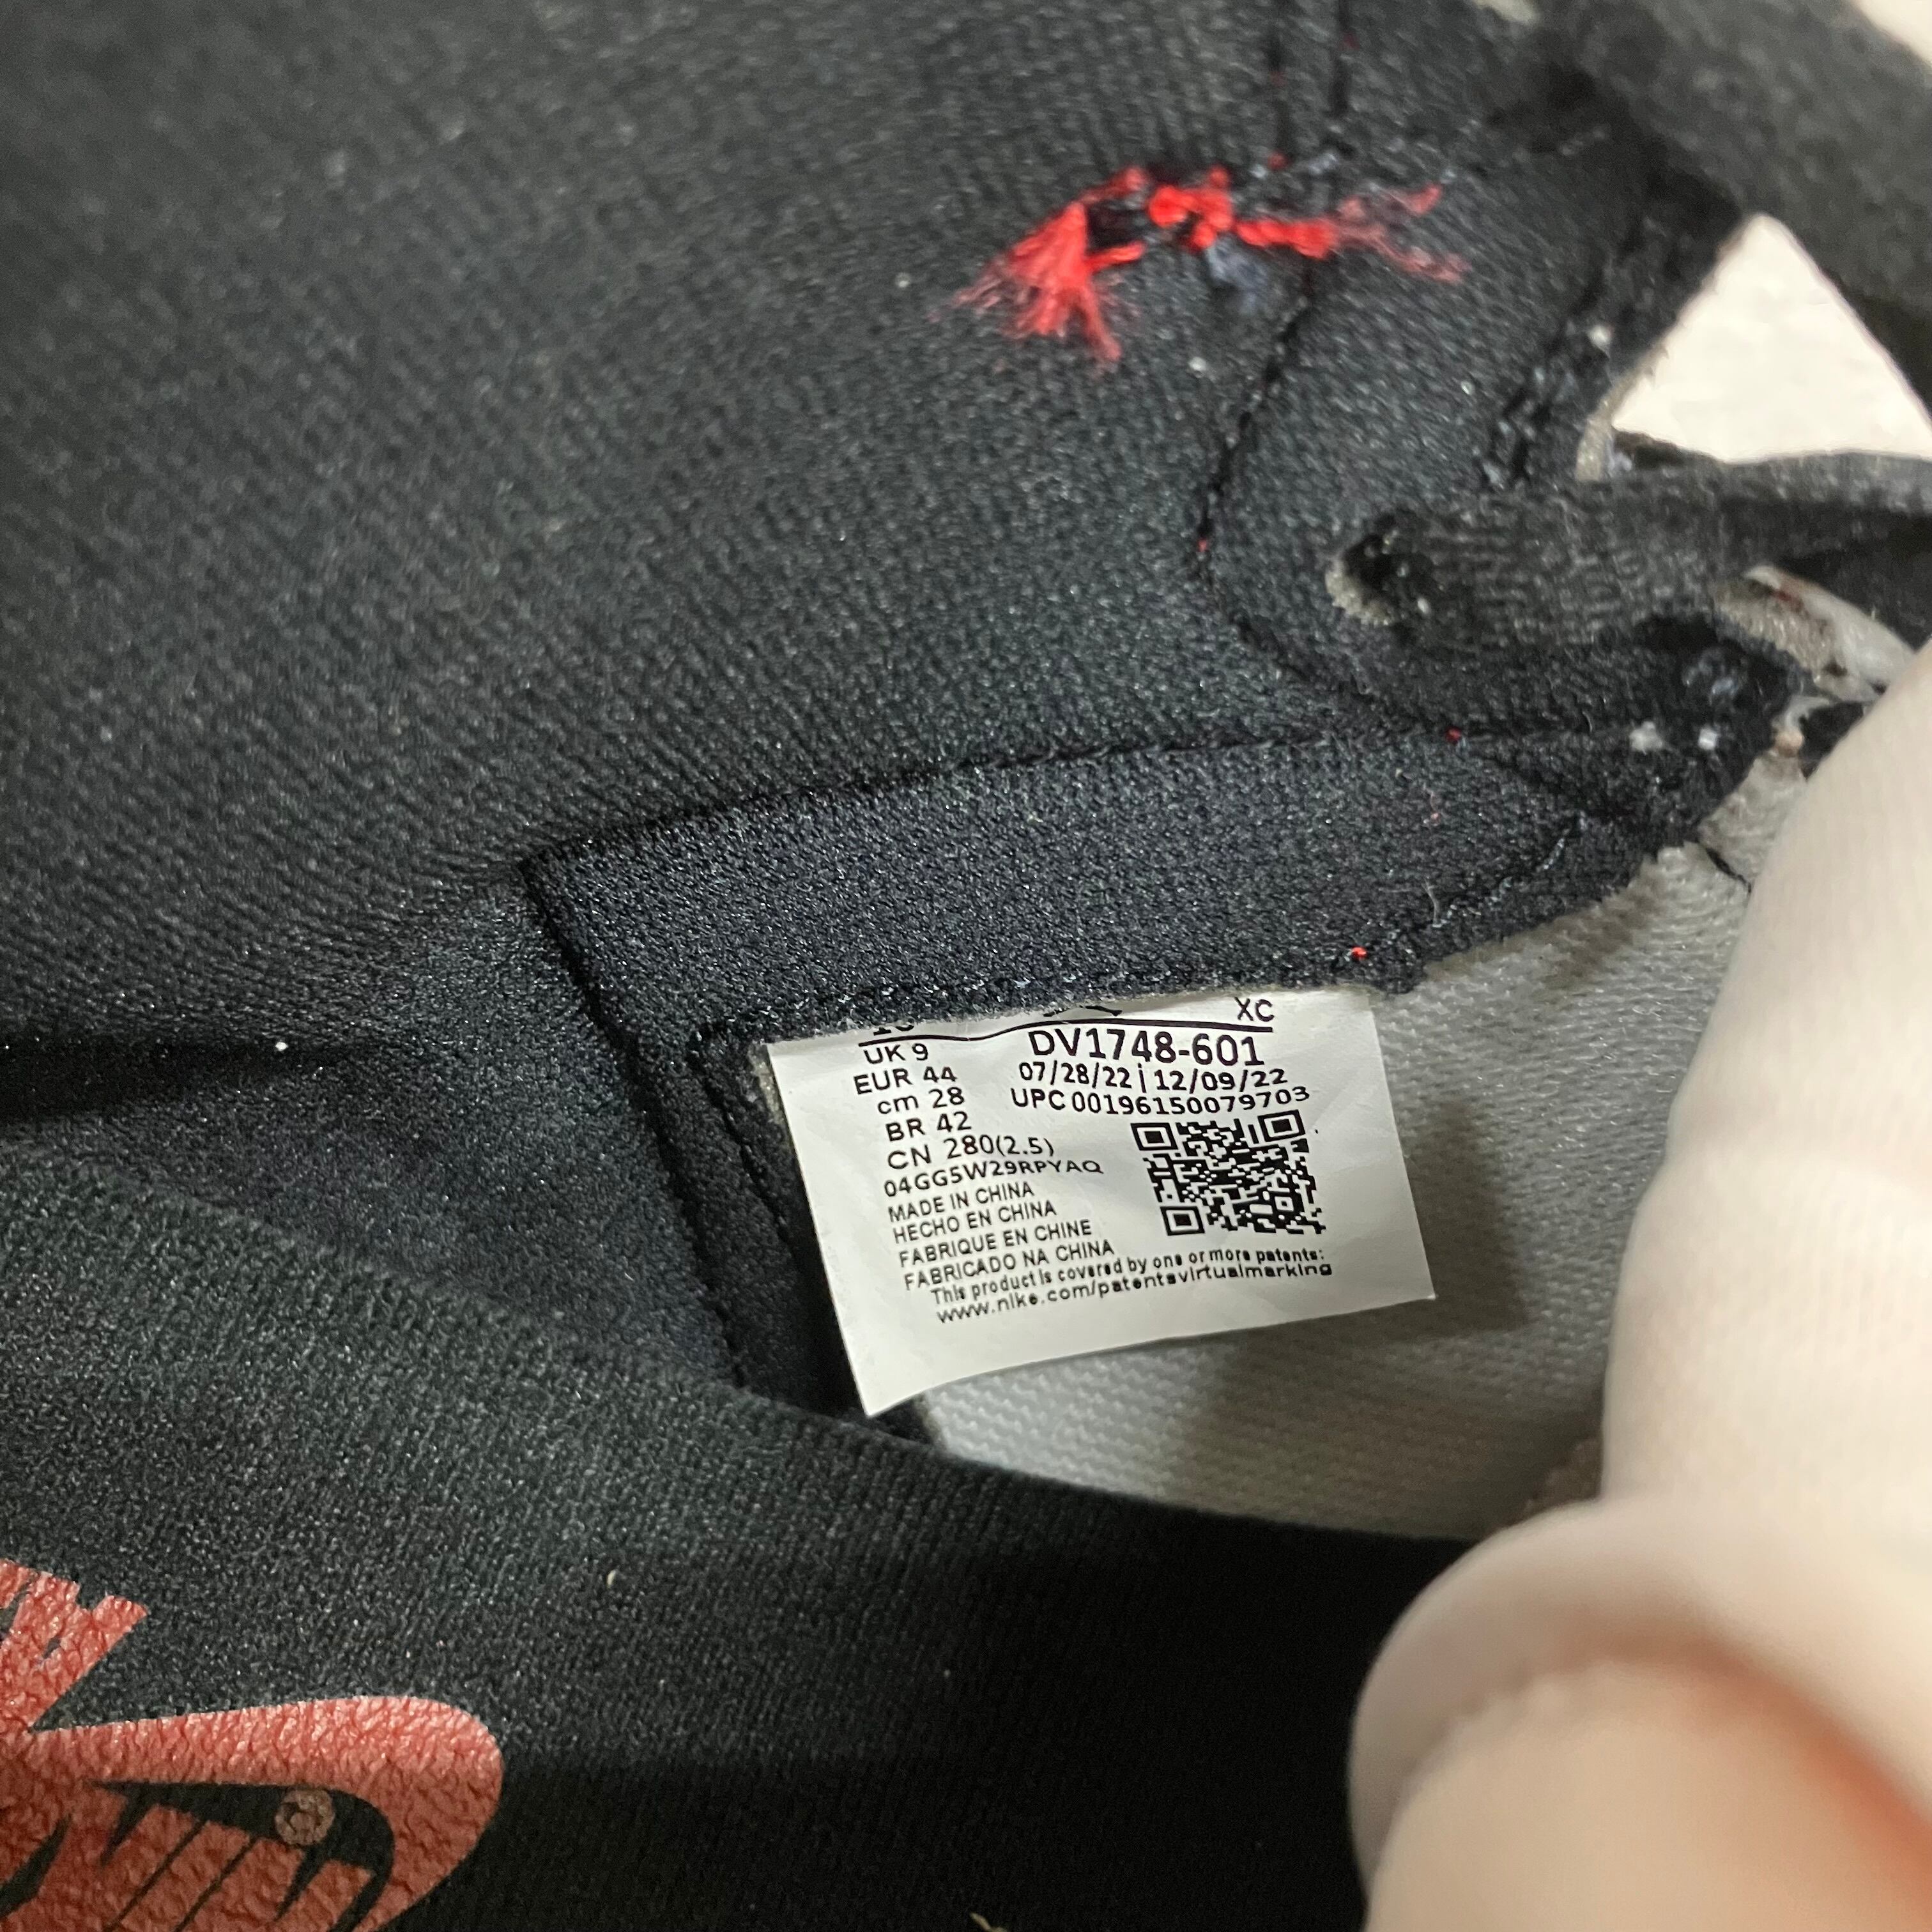 XC
UK 9
DV1748-601
EUR 44
07/28/22 | 12/09/22
cm 28
UPC 00196150079703
BR 42
CN 280(2.5)
04GG5W29RPYAQ
MADE IN CHINA
HECHO EN CHINA
FABRIQUE EN CHINE
FABRICADO NA CHINA
This product is covered by one or more patents:
www.nike.com/patentsvirtualmarking